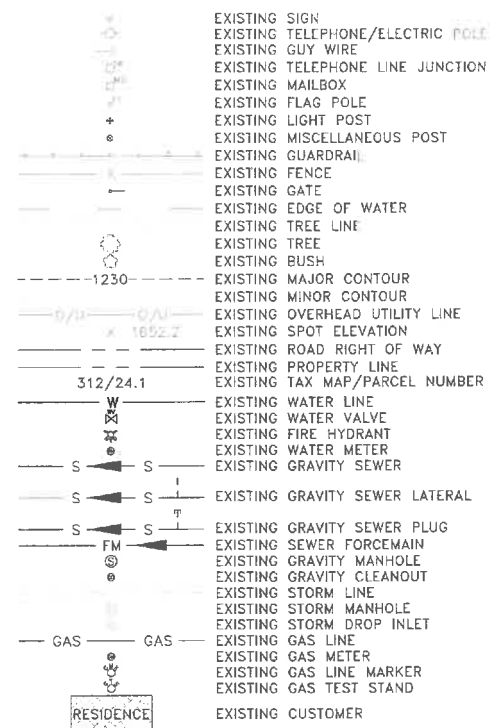 EXISTING SIGN
EXISTING TELEPHONE/ELECTRIC POLE
EXISTING GUY WIRE
EXISTING TELEPHONE LINE JUNCTION
EXISTING MAILBOX
EXISTING FLAG POLE
EXISTING LIGHT POST
EXISTING MISCELLANEOUS POST
EXISTING GUARDRAIL
X EXISTING FENCE
EXISTING GATE
EXISTING EDGE OF WATER
EXISTING TREE LINE
EXISTING TREE
EXISTING BUSH
1230 EXISTING MAJOR CONTOUR
EXISTING MINOR CONTOUR
O/U O/U EXISTING OVERHEAD UTILITY LINE
X 1652.2 EXISTING SPOT ELEVATION
EXISTING ROAD RIGHT OF WAY
EXISTING PROPERTY LINE
312/24.1 EXISTING TAX MAP/PARCEL NUMBER
W EXISTING WATER LINE
EXISTING WATER VALVE
EXISTING FIRE HYDRANT
EXISTING WATER METER
S S EXISTING GRAVITY SEWER
S S EXISTING GRAVITY SEWER LATERAL
S S EXISTING GRAVITY SEWER PLUG
FM EXISTING SEWER FORCEMAIN
S EXISTING GRAVITY MANHOLE
EXISTING GRAVITY CLEANOUT
EXISTING STORM LINE
EXISTING STORM MANHOLE
EXISTING STORM DROP INLET
GAS GAS EXISTING GAS LINE
EXISTING GAS METER
EXISTING GAS LINE MARKER
EXISTING GAS TEST STAND
RESIDENCE EXISTING CUSTOMER